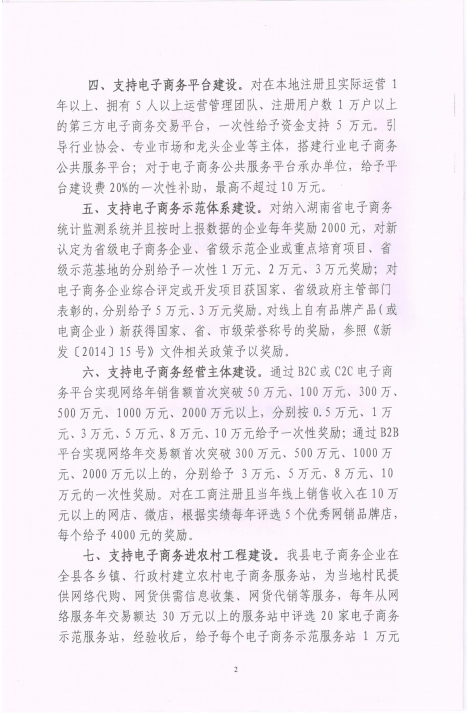 四、支持电子商务平台建设。对在本地注册且实际运营 1
年以上、拥有 5 人以上运营管理团队、注册用户数 1 万户以上
的第三方电子商务交易平台，一次性给予资金支持 5 万元。引
导行业协会、专业市场和龙头企业等主体，搭建行业电子商务
公共服务平台；对于电子商务公共服务平台承办单位，给予平
台建设费 20%的一次性补助，最高不超过 10 万元。
五、支持电子商务示范体系建设。对纳入湖南省电子商务
统计监测系统并且按时上报数据的企业每年奖励 2000 元，对新
认定为省级电子商务企业、省级示范企业或重点培育项目、省
级示范基地的分别给予一次性 1 万元、2 万元、3 万元奖励；对
电子商务企业综合评定或开发项目获国家、省级政府主管部门
表彰的，分别给予 5 万元、3 万元奖励。对线上自有品牌产品（或
电商企业）新获得国家、省、市级荣誉称号的奖励，参照《新
发〔2014〕15 号》文件相关政策予以奖励。
六、支持电子商务经营主体建设。通过 B2C 或 C2C 电子商
务平台实现网络年销售额首次突破 50 万元、100 万元、300 万、
500 万元、1000 万元、2000 万元以上，分别按 0.5 万元、1 万
元、3 万元、5 万元、8 万元、10 万元给予一次性奖励；通过 B2B
平台实现网络年交易额首次突破 300 万元、500 万元、1000 万
元、2000 万元以上的，分别给予 3 万元、5 万元、8 万元、10
万元的一次性奖励。对在工商注册且当年线上销售收入在 10 万
元以上的网店、微店，根据实绩每年评选 5 个优秀网销品牌店，
每个给予 4000 元的奖励。
七、支持电子商务进农村工程建设。我县电子商务企业在
全县各乡镇、行政村建立农村电子商务服务站，为当地村民提
供网络代购、网货供需信息收集、网货代销等服务，每年从网
络服务年交易额达 30 万元以上的服务站中评选 20 家电子商务
示范服务站，经验收后，给予每个电子商务示范服务站 1 万元
2